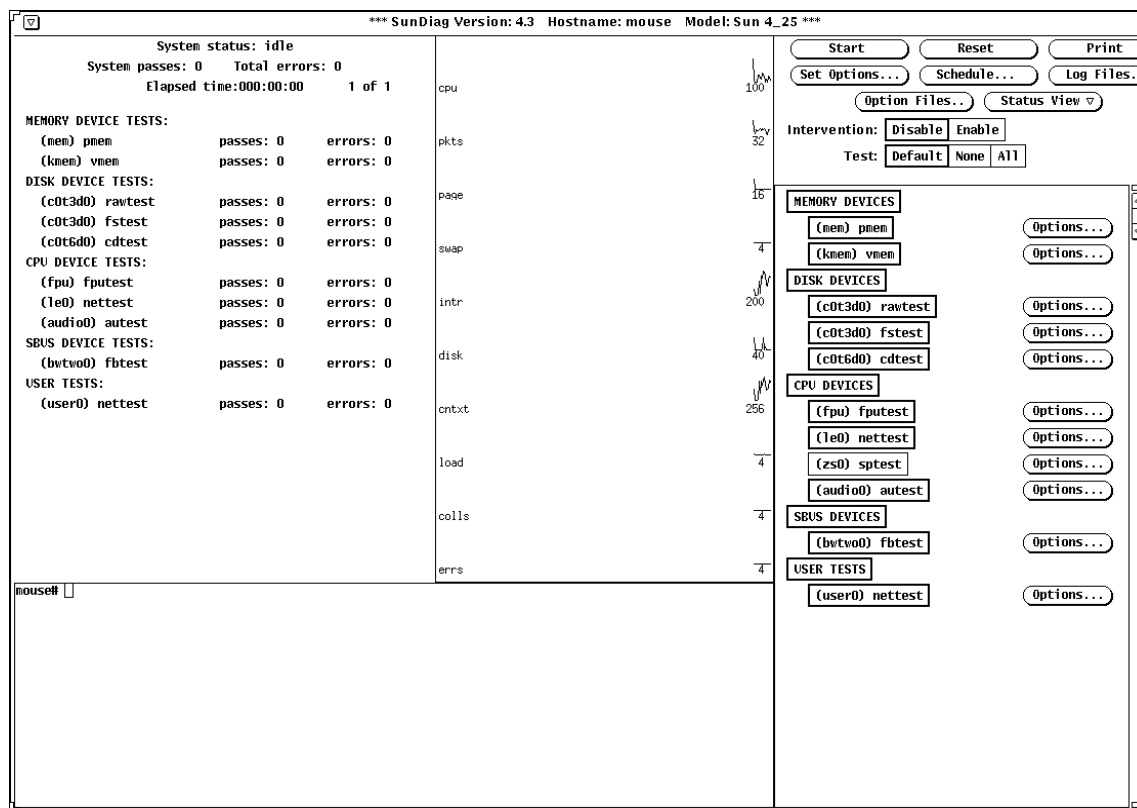 *** SunDiag Version: 4.3 Hostname: mouse Model: Sun 4_25 ***
System status: idle
System passes: 0 Total errors: 0
Elapsed time:000:00:00 1 of 1
MEMORY DEVICE TESTS:
(mem) pmem passes: 0 errors: 0
(kmem) vmem passes: 0 errors: 0
DISK DEVICE TESTS:
(c0t3d0) rawtest passes: 0 errors: 0
(c0t3d0) fstest passes: 0 errors: 0
(c0t6d0) cdtest passes: 0 errors: 0
CPU DEVICE TESTS:
(fpu) fputest passes: 0 errors: 0
(le0) nettest passes: 0 errors: 0
(audio0) autest passes: 0 errors: 0
SBUS DEVICE TESTS:
(bwtwo0) fbtest passes: 0 errors: 0
USER TESTS:
(user0) nettest passes: 0 errors: 0
cpu 100
pkts 32
page 16
swap 4
intr 200
disk 40
cntxt 256
load 4
colls 4
errs 4
Start Reset Print
Set Options... Schedule... Log Files.
Option Files.. Status View
Intervention: Disable Enable
Test: Default None All
MEMORY DEVICES
(mem) pmem Options...
(kmem) vmem Options...
DISK DEVICES
(c0t3d0) rawtest Options...
(c0t3d0) fstest Options...
(c0t6d0) cdtest Options...
CPU DEVICES
(fpu) fputest Options...
(le0) nettest Options...
(zs0) sptest Options...
(audio0) autest Options...
SBUS DEVICES
(bwtwo0) fbtest Options...
USER TESTS
(user0) nettest Options...
mouse#